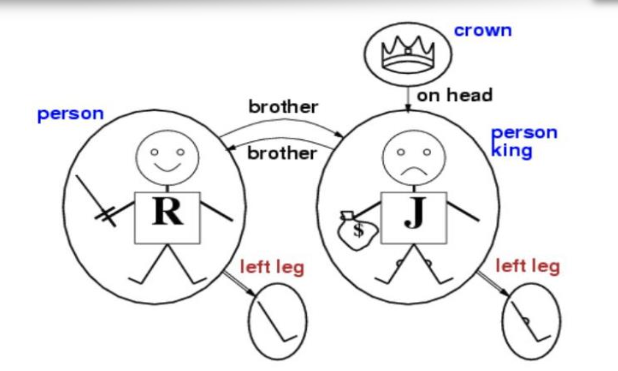 crown
on head
person
brother
brother
person
king
R
J
$
left leg
left leg